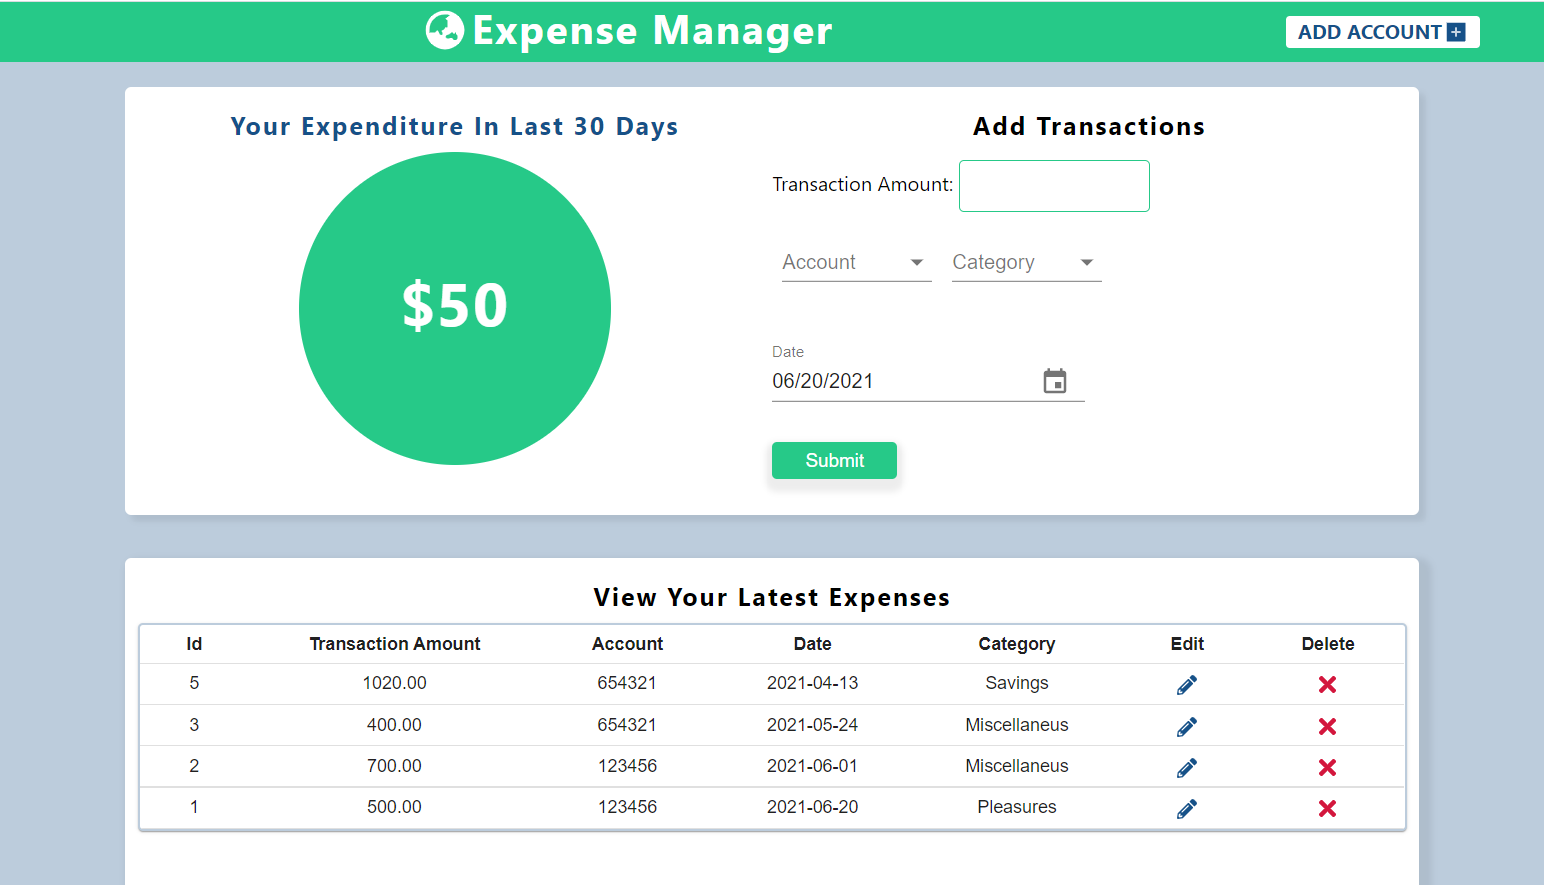 Expense Manager
ADD ACCOUNT
Your Expenditure In Last 30 Days
$50
Add Transactions
Transaction Amount:
Account Category
Date
06/20/2021
Submit
View Your Latest Expenses
Id Transaction Amount Account Date Category Edit Delete
5 1020.00 654321 2021-04-13 Savings
3 400.00 654321 2021-05-24 Miscellaneus
2 700.00 123456 2021-06-01 Miscellaneus
1 500.00 123456 2021-06-20 Pleasures